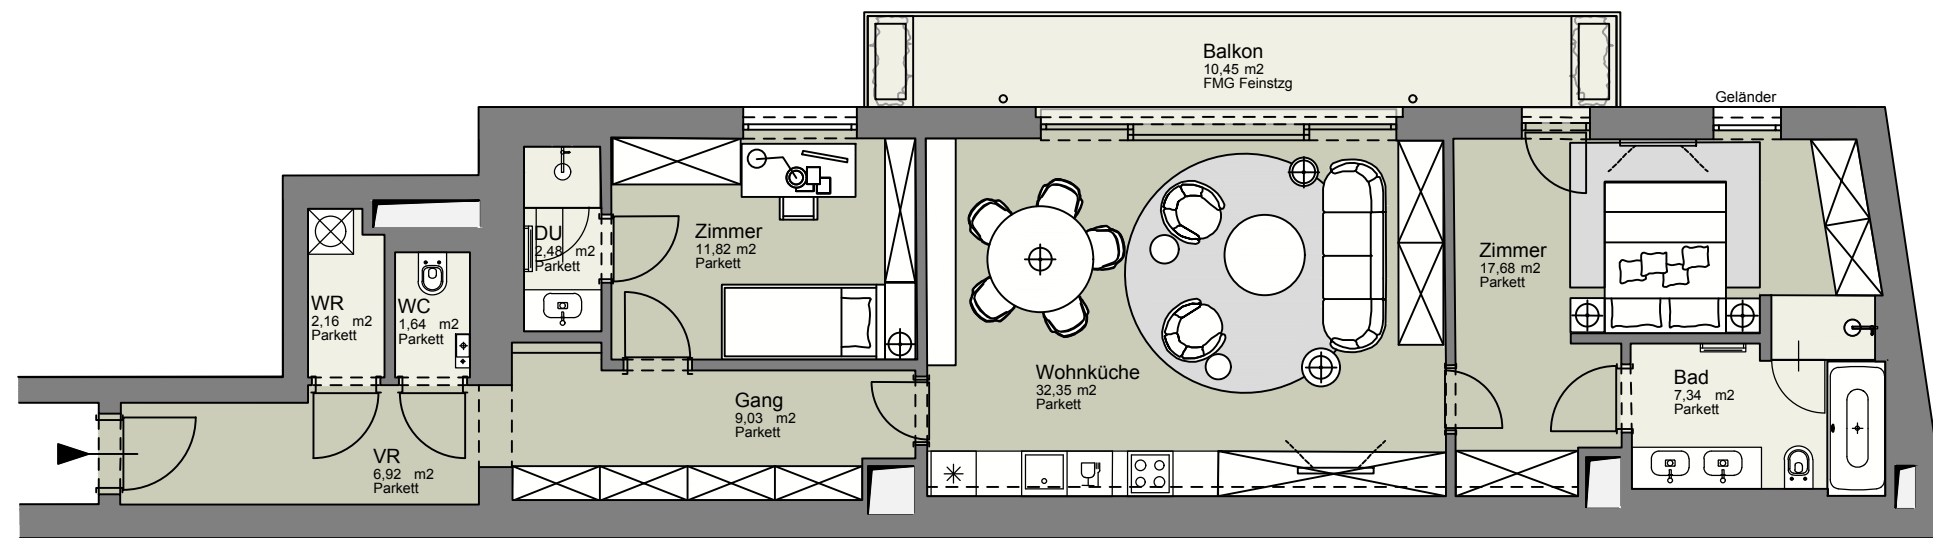 Balkon
10,45 m2
FMG Feinstzg
Geländer
DU
2,48 m2
Parkett
Zimmer
11,82 m2
Parkett
Zimmer
17,68 m2
Parkett
WR
2,16 m2
Parkett
WC
1,64 m2
Parkett
Wohnküche
32,35 m2
Parkett
Bad
7,34 m2
Parkett
Gang
9,03 m2
Parkett
VR
6,92 m2
Parkett